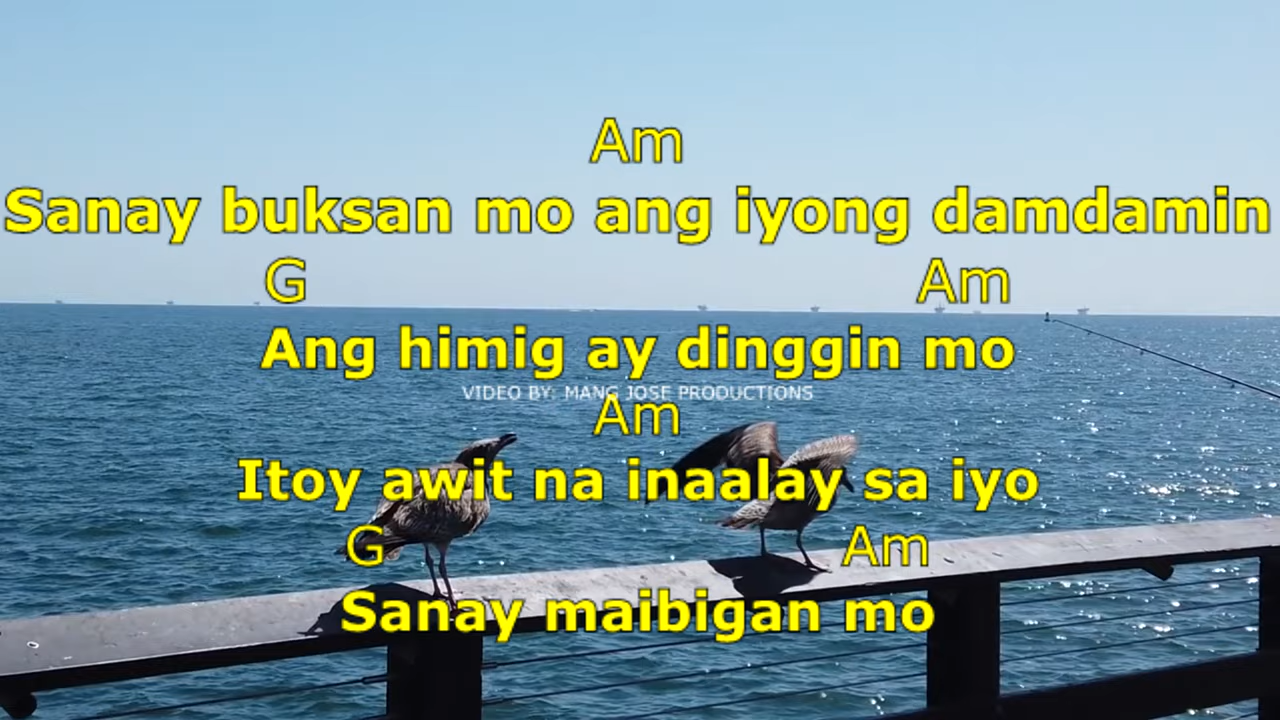 Am
Sanay buksan mo ang iyong damdamin
G Am
Ang himig ay dinggin mo
VIDEO BY: MANG JOSE PRODUCTIONS
Am
Itoy awit na inaalay sa iyo
G Am
Sanay maibigan mo